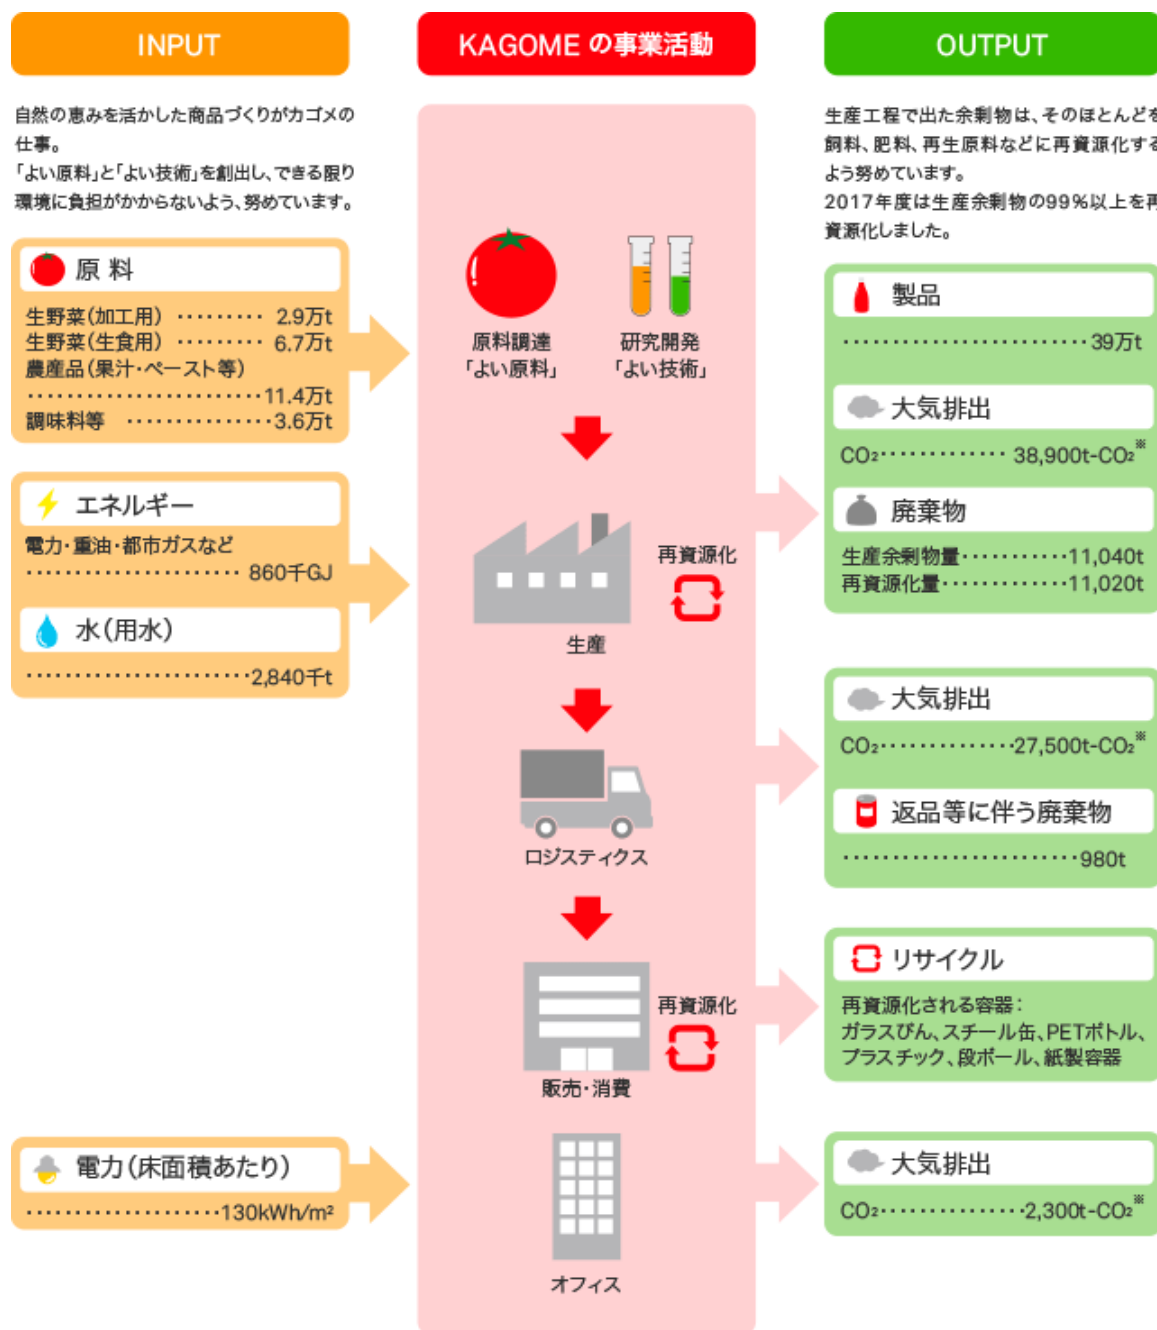 INPUT
自然の恵みを活かした商品づくりがカゴメの
仕事。
「よい原料」と「よい技術」を創出し、できる限り
環境に負担がかからないよう、努めています。
原 料
生野菜(加工用) ········· 2.9万t
生野菜(生食用) ········· 6.7万t
農産品(果汁・ペースト等)
························11.4万t
調味料等 ···············3.6万t
エネルギー
電力・重油・都市ガスなど
······················ 860千GJ
水(用水)
·······················2,840千t
電力(床面積あたり)
····················130kWh/m²
KAGOME の事業活動
原料調達
「よい原料」
研究開発
「よい技術」
再資源化
生産
ロジスティクス
再資源化
販売・消費
オフィス
OUTPUT
生産工程で出た余剰物は、そのほとんどを
飼料、肥料、再生原料などに再資源化する
よう努めています。
2017年度は生産余剰物の99%以上を再
資源化しました。
製品
·························39万t
大気排出
CO₂············· 38,900t-CO₂※
廃棄物
生産余剰物量···········11,040t
再資源化量·············11,020t
大気排出
CO₂··············27,500t-CO₂※
返品等に伴う廃棄物
························980t
リサイクル
再資源化される容器：
ガラスびん、スチール缶、PETボトル、
プラスチック、段ボール、紙製容器
大気排出
CO₂···············2,300t-CO₂※